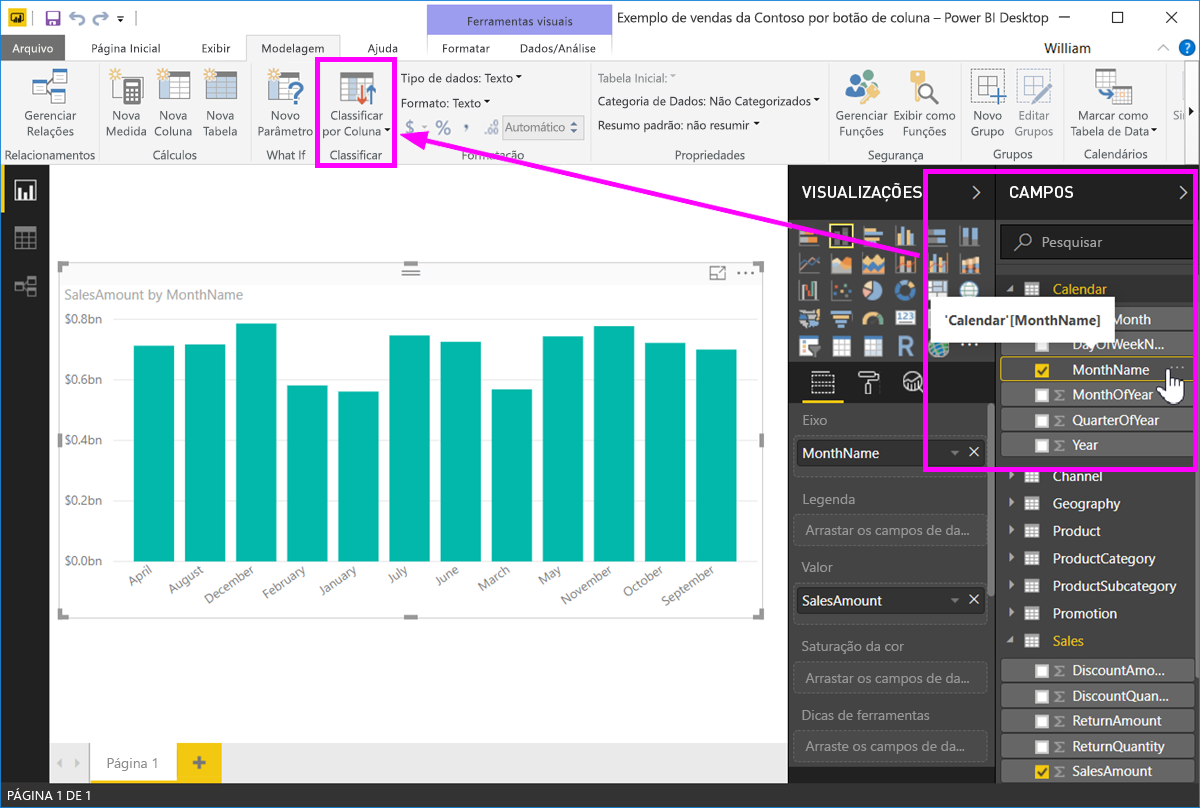 Ferramentas visuais
Exemplo de vendas da Contoso por botão de coluna – Power BI Desktop
Arquivo
Página Inicial
Exibir
Modelagem
Ajuda
Formatar
Dados/Análise
William
Gerenciar
Relações
Relacionamentos
Nova
Medida
Nova
Coluna
Nova
Tabela
Cálculos
Novo
Parâmetro
What If
Classificar
por Coluna
Classificar
Tipo de dados: Texto
Formato: Texto
$ % , .00 Automático
Formatação
Tabela Inicial:
Categoria de Dados: Não Categorizados
Resumo padrão: não resumir
Propriedades
Gerenciar
Funções
Exibir como
Funções
Segurança
Novo
Grupo
Editar
Grupos
Grupos
Marcar como
Tabela de Data
Calendários
VISUALIZAÇÕES
123
R
Eixo
MonthName
Legenda
Arrastar os campos de da...
Valor
SalesAmount
Saturação da cor
Arrastar os campos de da...
Dicas de ferramentas
Arraste os campos de da...
CAMPOS
Pesquisar
Calendar
'Calendar'[MonthName]
Month
DayOfWeekN...
MonthName
Σ MonthOfYear
Σ QuarterOfYear
Σ Year
Channel
Geography
Product
ProductCategory
ProductSubcategory
Promotion
Sales
Σ DiscountAmo...
Σ DiscountQuan...
Σ ReturnAmount
Σ ReturnQuantity
Σ SalesAmount
SalesAmount by MonthName
$0.8bn
$0.6bn
$0.4bn
$0.2bn
$0.0bn
April
August
December
February
January
July
June
March
May
November
October
September
Página 1
+
PÁGINA 1 DE 1